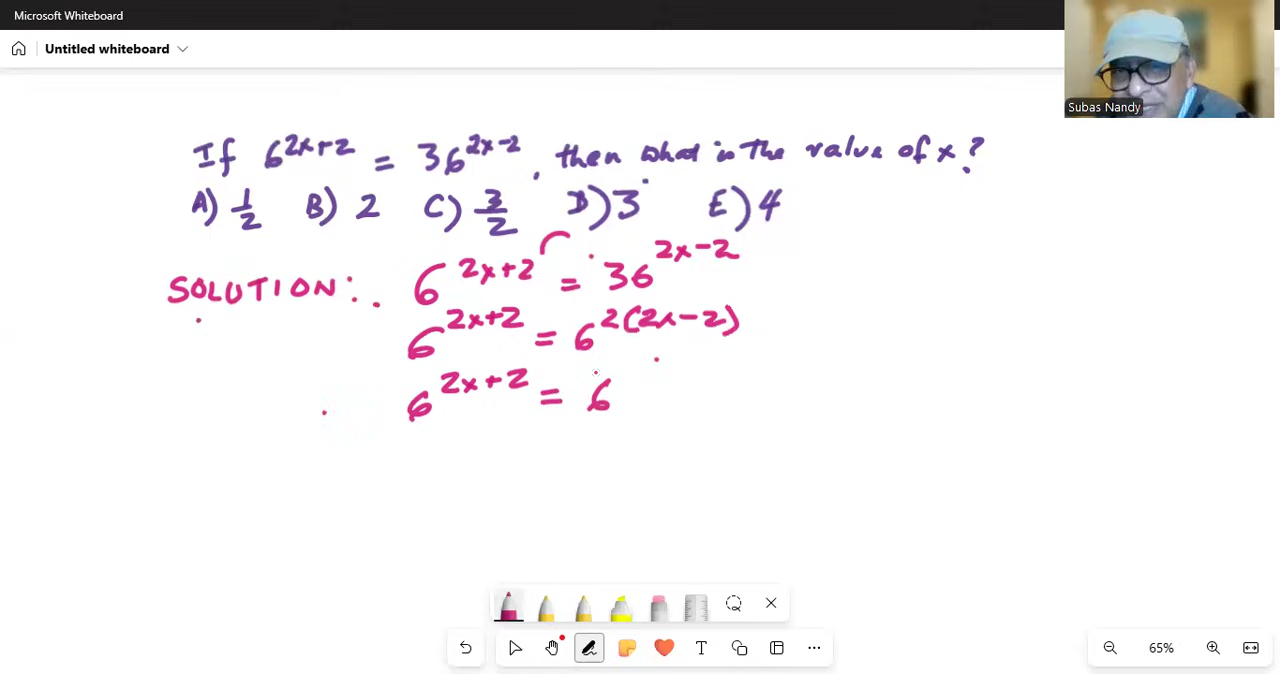 Microsoft Whiteboard
Untitled whiteboard
Subas Nandy
If 6^{2x+2} = 36^{2x-2}, then what is the value of x?
A) 1/2 B) 2 C) 3/2 D) 3 E) 4
SOLUTION: 6^{2x+2} = 36^{2x-2}
6^{2x+2} = 6^{2(2x-2)}
6^{2x+2} = 6
65%